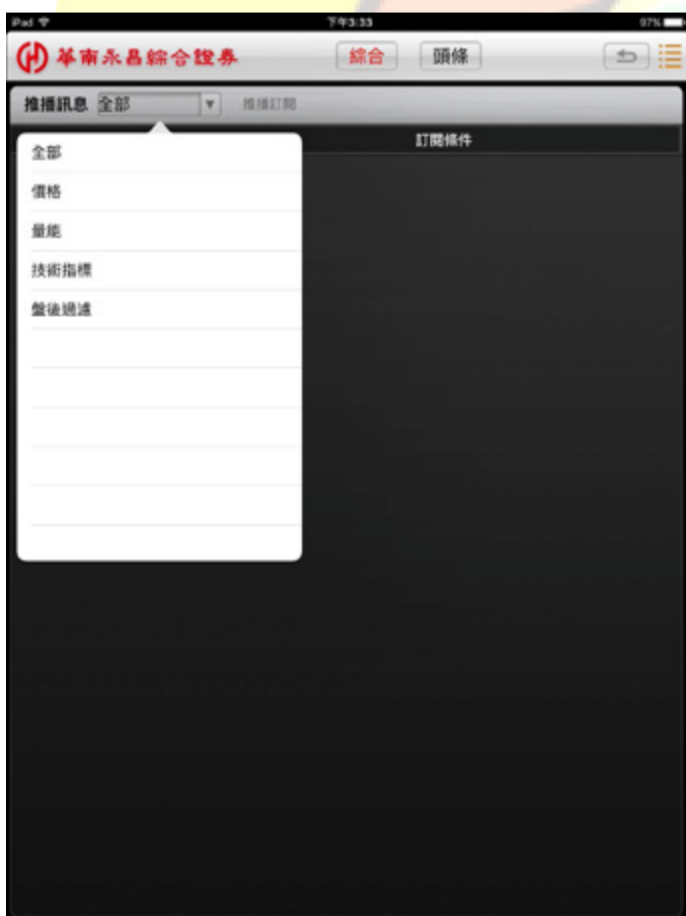 iPad 下午3:33 97%
華南永昌綜合證券 綜合 頭條
推播訊息 全部 推播訂閱
訂閱條件
全部
價格
量能
技術指標
盤後過濾